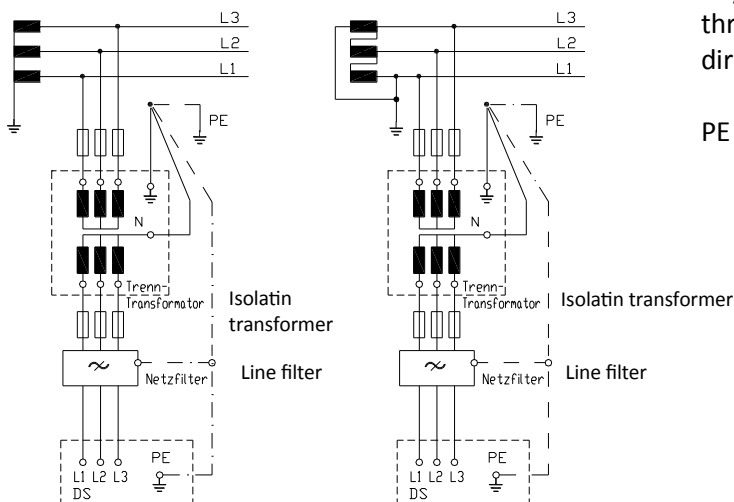 L3
L2
L1
PE
N
Trenn-
Transformator
Isolatin
transformer
Netzfilter
Line filter
L1 L2 L3
PE
DS
L3
L2
L1
PE
N
Trenn-
Transformator
Isolatin transformer
Netzfilter
Line filter
L1 L2 L3
PE
DS
thr
dir
PE